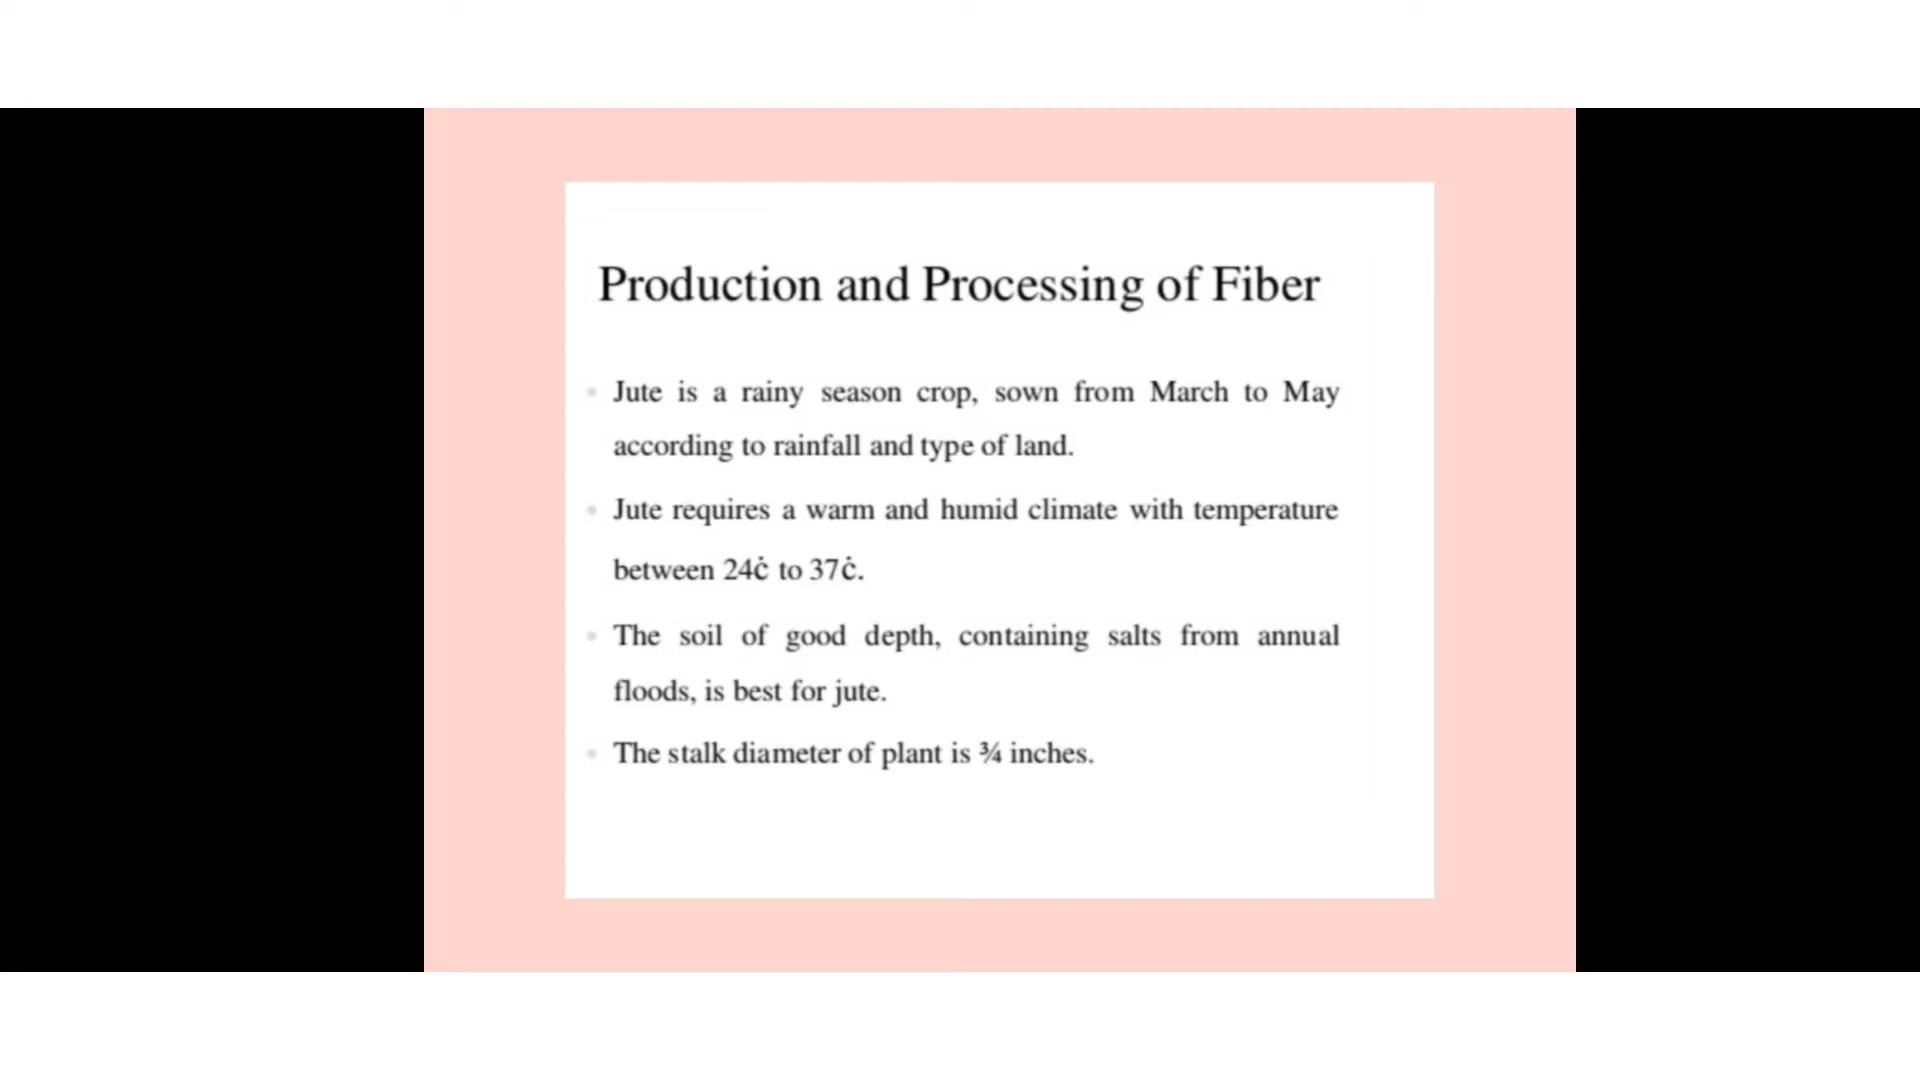 Production and Processing of Fiber
• Jute is a rainy season crop, sown from March to May
according to rainfall and type of land.
• Jute requires a warm and humid climate with temperature
between 24ċ to 37ċ.
• The soil of good depth, containing salts from annual
floods, is best for jute.
• The stalk diameter of plant is ¾ inches.